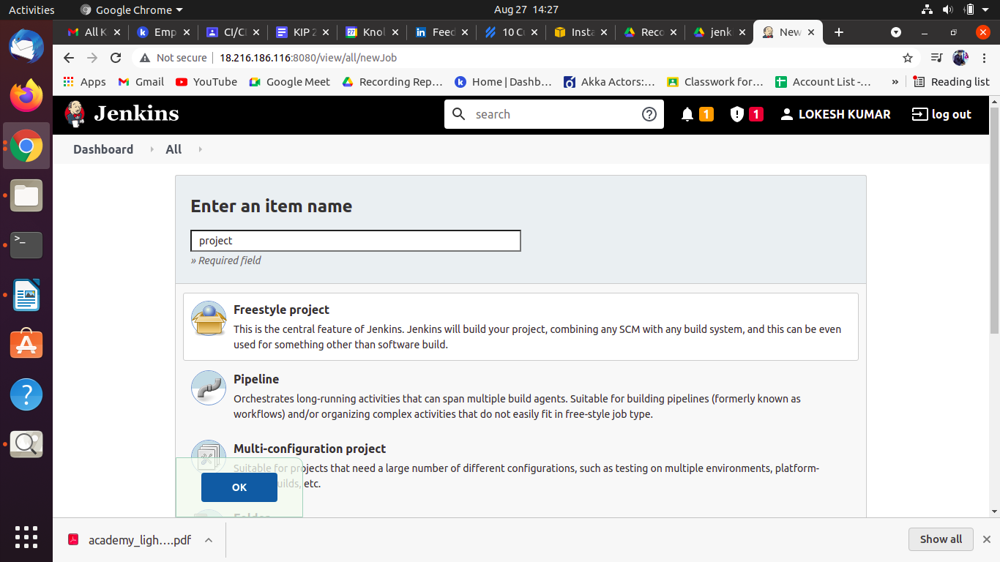 Activities
Google Chrome
Aug 27 14:27
All K
Emp
CI/CI
KIP 2
27
Knol
in
Feed
10 Cu
Insta
Reco
jenk
New
Not secure
18.216.186.116:8080/view/all/newJob
Apps
Gmail
YouTube
Google Meet
Recording Rep…
Home | Dashb…
Akka Actors:…
Classwork for…
Account List -…
»
Reading list
Jenkins
search
1
1
LOKESH KUMAR
log out
Dashboard
All
Enter an item name
project
» Required field
Freestyle project
This is the central feature of Jenkins. Jenkins will build your project, combining any SCM with any build system, and this can be even
used for something other than software build.
Pipeline
Orchestrates long-running activities that can span multiple build agents. Suitable for building pipelines (formerly known as
workflows) and/or organizing complex activities that do not easily fit in free-style job type.
Multi-configuration project
Suitable for projects that need a large number of different configurations, such as testing on multiple environments, platform-
uilds, etc.
OK
Folder
academy_ligh….pdf
Show all